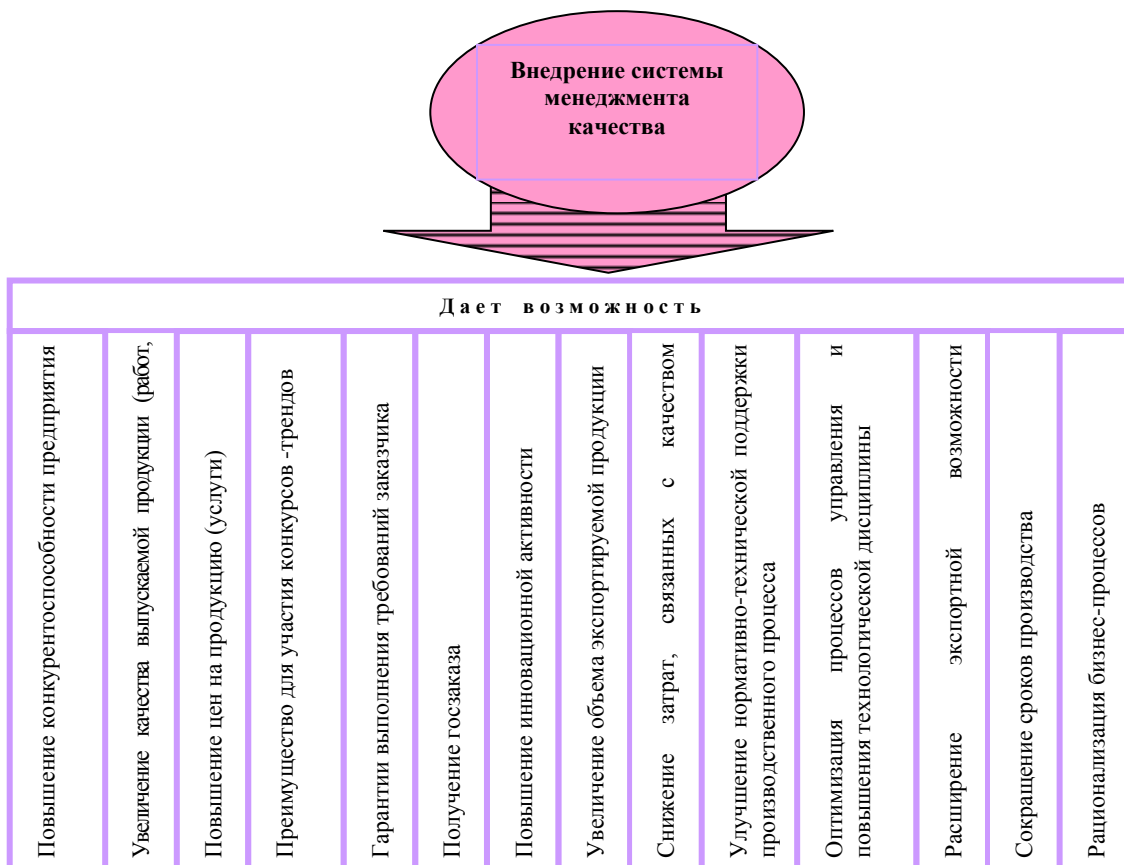 Внедрение системы
менеджмента
качества
Дает возможность
Повышение конкурентоспособности предприятия
Увеличение качества выпускаемой продукции (работ,
Повышение цен на продукцию (услуги)
Преимущество для участия конкурсов -трендов
Гарантии выполнения требований заказчика
Получение госзаказа
Повышение инновационной активности
Увеличение объема экспортируемой продукции
Снижение затрат, связанных с качеством
Улучшение нормативно-технической поддержки
производственного процесса
Оптимизация процессов управления и
повышения технологической дисциплины
Расширение экспортной возможности
Сокращение сроков производства
Рационализация бизнес-процессов